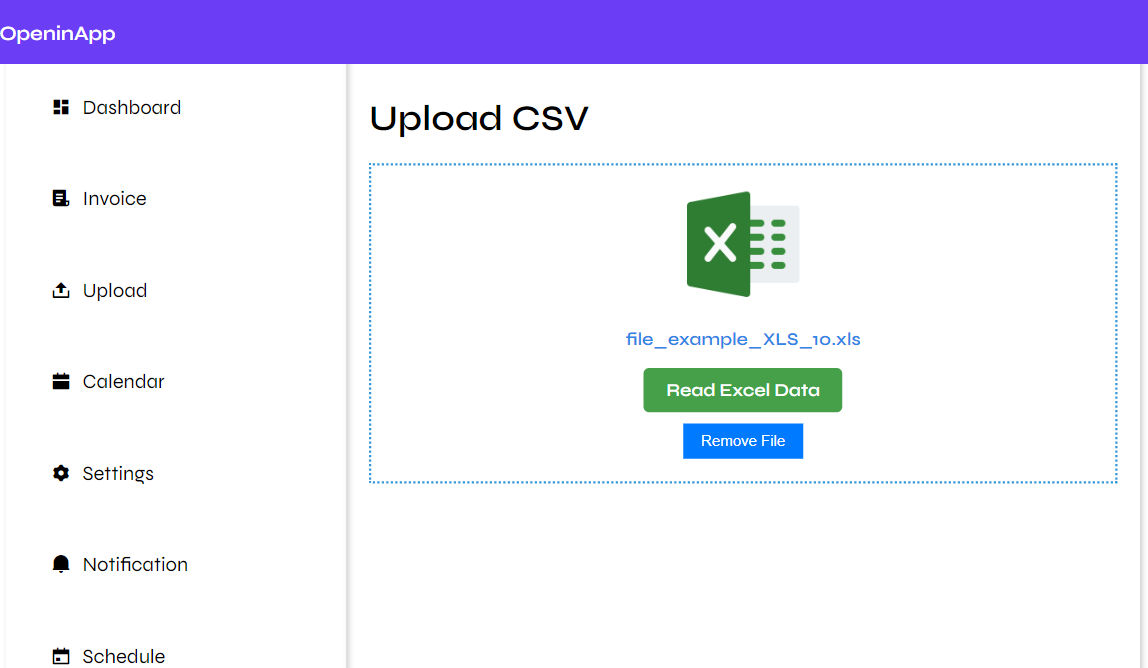 OpeninApp
Dashboard
Invoice
Upload
Calendar
Settings
Notification
Schedule
Upload CSV
X
file_example_XLS_10.xls
Read Excel Data
Remove File